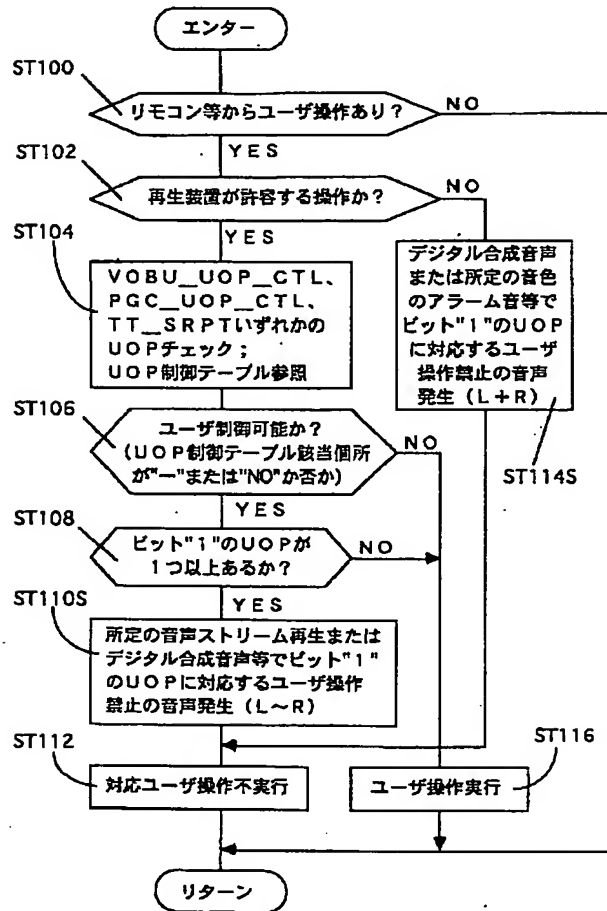 エンター
ST100
リモコン等からユーザ操作あり？
NO
YES
ST102
再生装置が許容する操作か？
NO
YES
ST104
VOBU＿UOP＿CTL、
PGC＿UOP＿CTL、
TT＿SRPTいずれかの
UOPチェック；
UOP制御テーブル参照
デジタル合成音声
または所定の音色
のアラーム音等で
ビット"1"のUOP
に対応するユーザ
操作禁止の音声
発生（L＋R）
ST114S
ST106
ユーザ制御可能か？
（UOP制御テーブル該当個所
が"ー"または"NO"か否か）
NO
YES
ST108
ビット"1"のUOPが
1つ以上あるか？
NO
YES
ST110S
所定の音声ストリーム再生または
デジタル合成音声等でビット"1"
のUOPに対応するユーザ操作
禁止の音声発生（L〜R）
ST112
対応ユーザ操作不実行
ST116
ユーザ操作実行
リターン